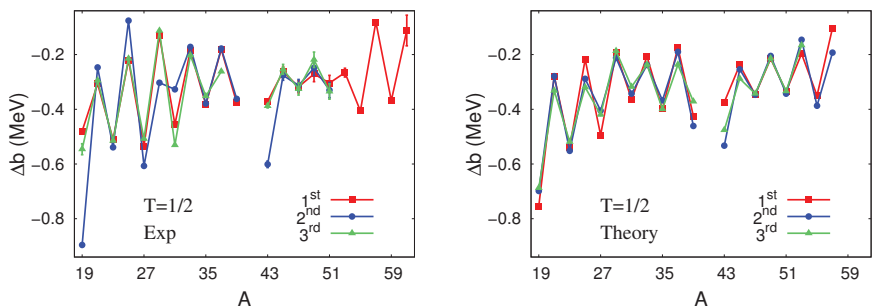 −0.2
−0.4
−0.6
−0.8
Δb (MeV)
T=1/2
Exp
1st
2nd
3rd
19 27 35 43 51 59
A
−0.2
−0.4
−0.6
−0.8
Δb (MeV)
T=1/2
Theory
1st
2nd
3rd
19 27 35 43 51 59
A